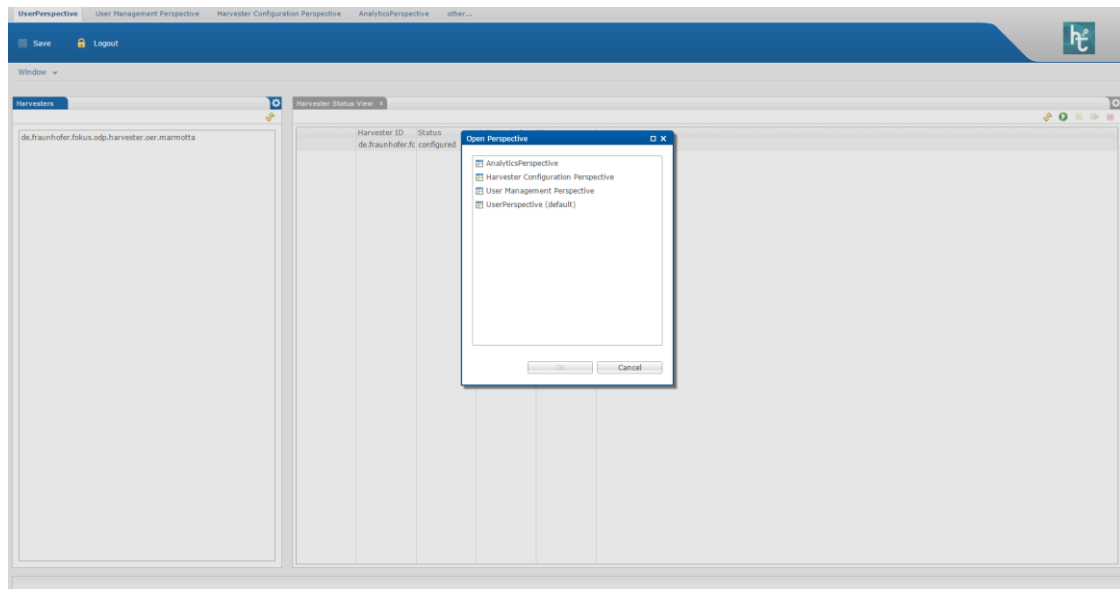 UserPerspective User Management Perspective Harvester Configuration Perspective AnalyticsPerspective other...
Save Logout
Window
Harvesters Harvester Status View
Harvester ID Status
de.fraunhofer.fokus.odp.harvester.oer.marmotta
de.fraunhofer.fc configured
Open Perspective
AnalyticsPerspective
Harvester Configuration Perspective
User Management Perspective
UserPerspective (default)
OK Cancel